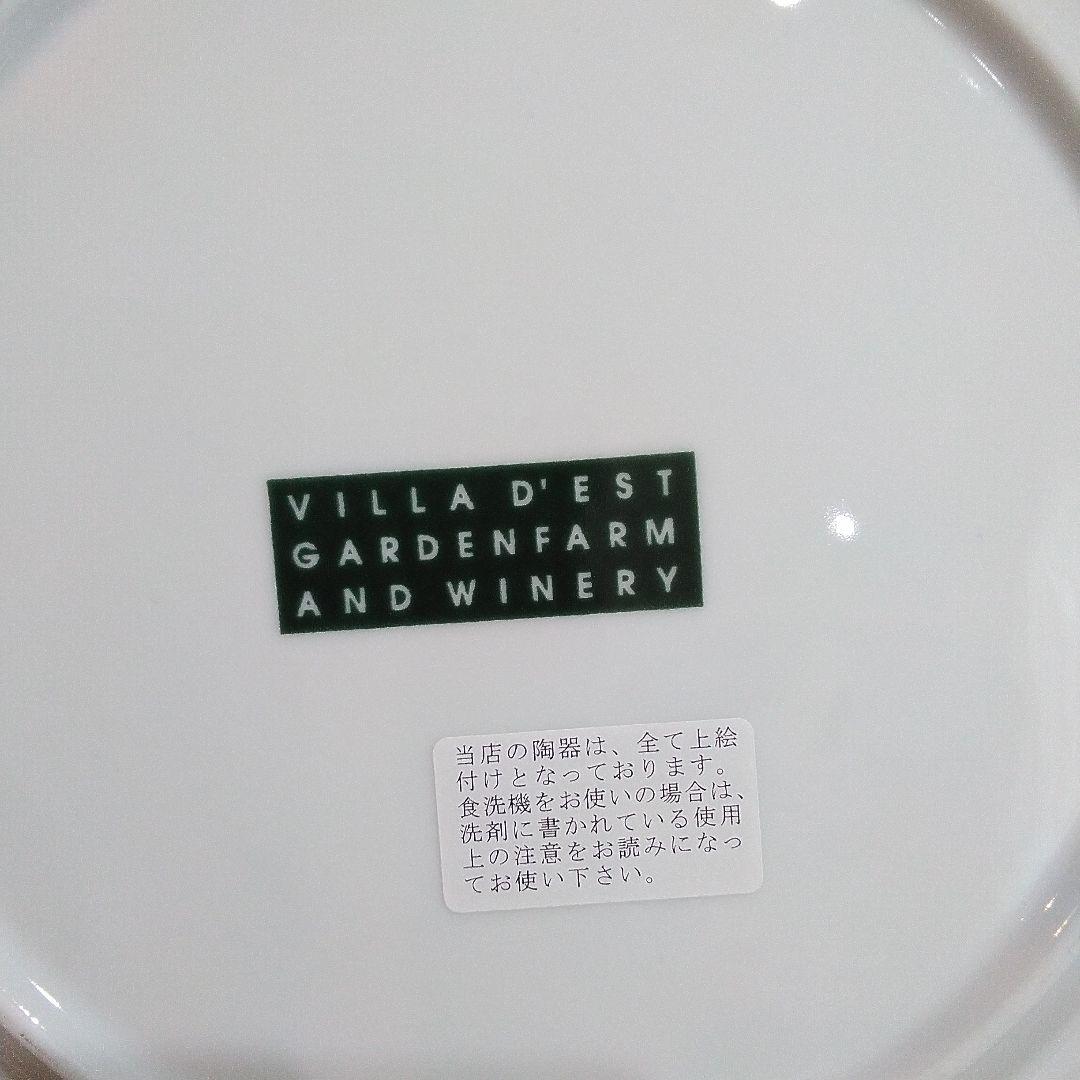 VILLA D'EST
GARDENFARM
AND WINERY
当店の陶器は、全て上絵
付けとなっております。
食洗機をお使いの場合は、
洗剤に書かれている使用
上の注意をお読みになっ
てお使い下さい。